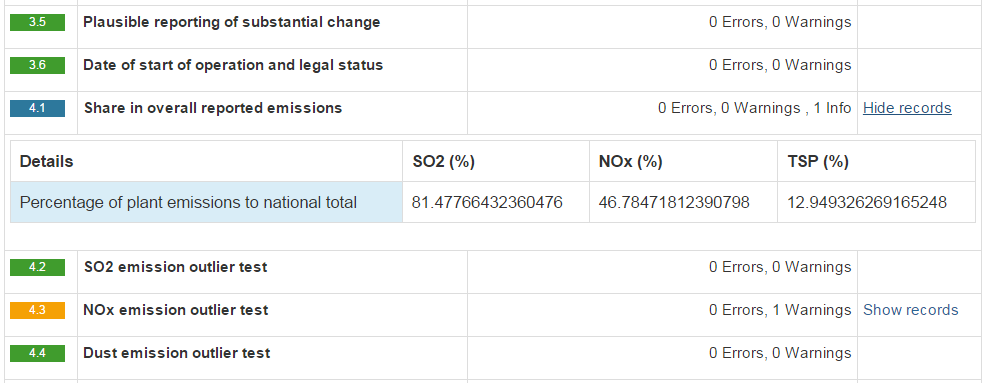 3.5 Plausible reporting of substantial change 0 Errors, 0 Warnings
3.6 Date of start of operation and legal status 0 Errors, 0 Warnings
4.1 Share in overall reported emissions 0 Errors, 0 Warnings , 1 Info Hide records
Details SO2 (%) NOx (%) TSP (%)
Percentage of plant emissions to national total 81.47766432360476 46.78471812390798 12.949326269165248
4.2 SO2 emission outlier test 0 Errors, 0 Warnings
4.3 NOx emission outlier test 0 Errors, 1 Warnings Show records
4.4 Dust emission outlier test 0 Errors, 0 Warnings